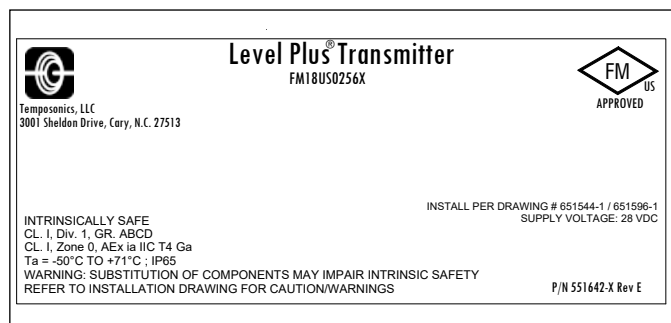 Level Plus® Transmitter
FM18US0256X
FM
US
APPROVED
Temposonics, LLC
3001 Sheldon Drive, Cary, N.C. 27513
INSTALL PER DRAWING # 651544-1 / 651596-1
SUPPLY VOLTAGE: 28 VDC
INTRINSICALLY SAFE
CL. I, Div. 1, GR. ABCD
CL. I, Zone 0, AEx ia IIC T4 Ga
Ta = -50°C TO +71°C ; IP65
WARNING: SUBSTITUTION OF COMPONENTS MAY IMPAIR INTRINSIC SAFETY
REFER TO INSTALLATION DRAWING FOR CAUTION/WARNINGS
P/N 551642-X Rev E